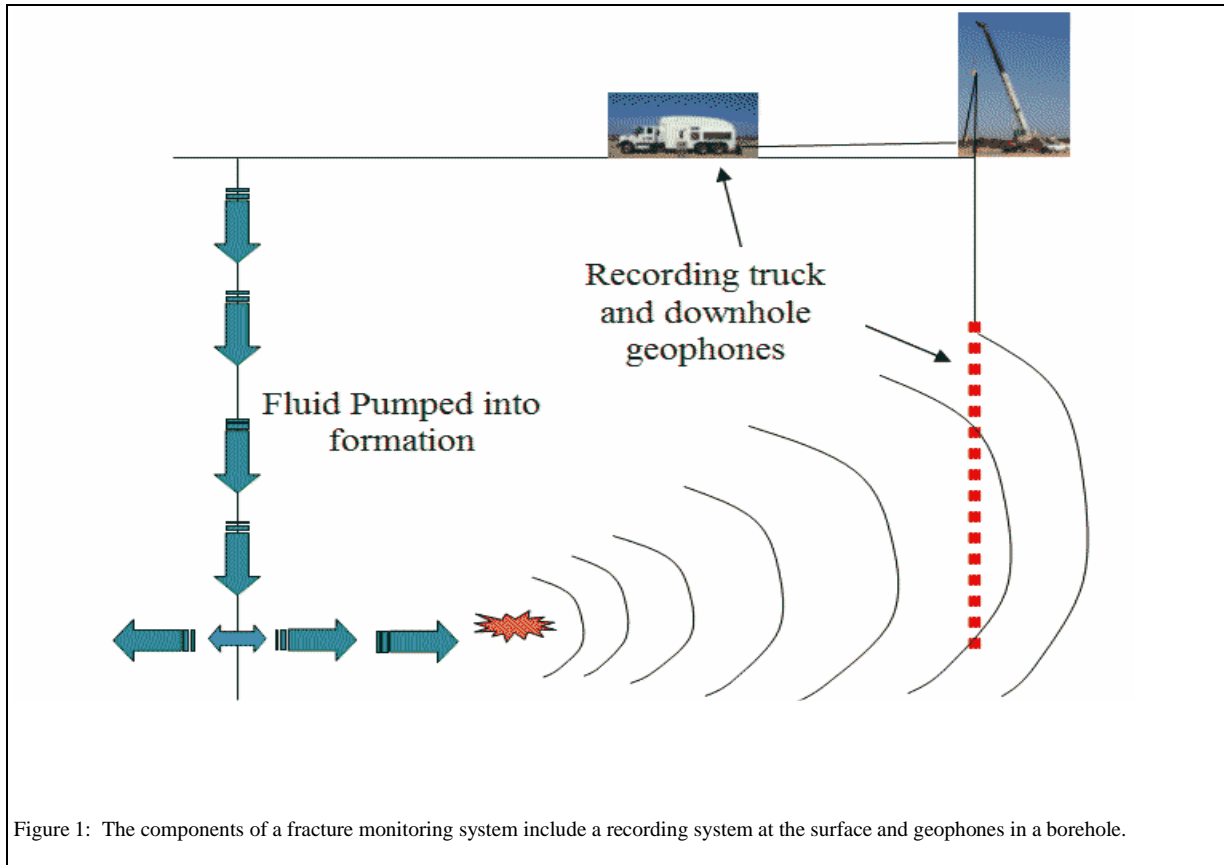 Recording truck
and downhole
geophones
Fluid Pumped into
formation
Figure 1: The components of a fracture monitoring system include a recording system at the surface and geophones in a borehole.